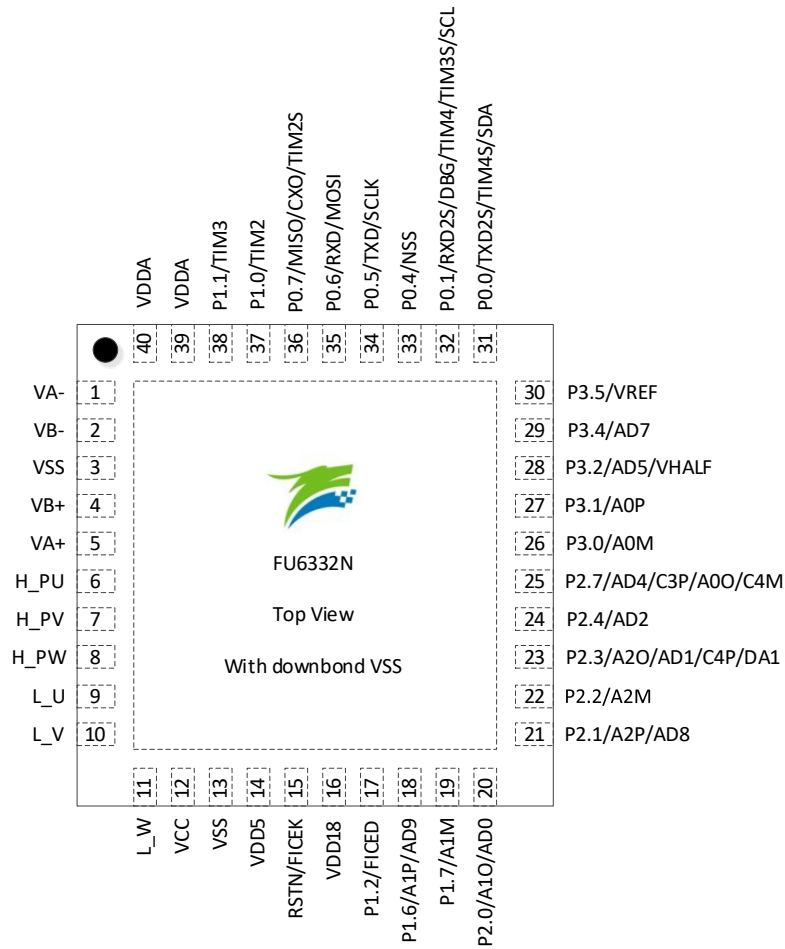 VDDA
VDDA
P1.1/TIM3
P1.0/TIM2
P0.7/MISO/CXO/TIM2S
P0.6/RXD/MOSI
P0.5/TXD/SCLK
P0.4/NSS
P0.1/RXD2S/DBG/TIM4/TIM3S/SCL
P0.0/TXD2S/TIM4S/SDA
40
39
38
37
36
35
34
33
32
31
VA- 1
VB- 2
VSS 3
VB+ 4
VA+ 5
H_PU 6
H_PV 7
H_PW 8
L_U 9
L_V 10
FU6332N
Top View
With downbond VSS
30 P3.5/VREF
29 P3.4/AD7
28 P3.2/AD5/VHALF
27 P3.1/A0P
26 P3.0/A0M
25 P2.7/AD4/C3P/A0O/C4M
24 P2.4/AD2
23 P2.3/A2O/AD1/C4P/DA1
22 P2.2/A2M
21 P2.1/A2P/AD8
11
12
13
14
15
16
17
18
19
20
L_W
VCC
VSS
VDD5
RSTN/FICEK
VDD18
P1.2/FICED
P1.6/A1P/AD9
P1.7/A1M
P2.0/A1O/AD0